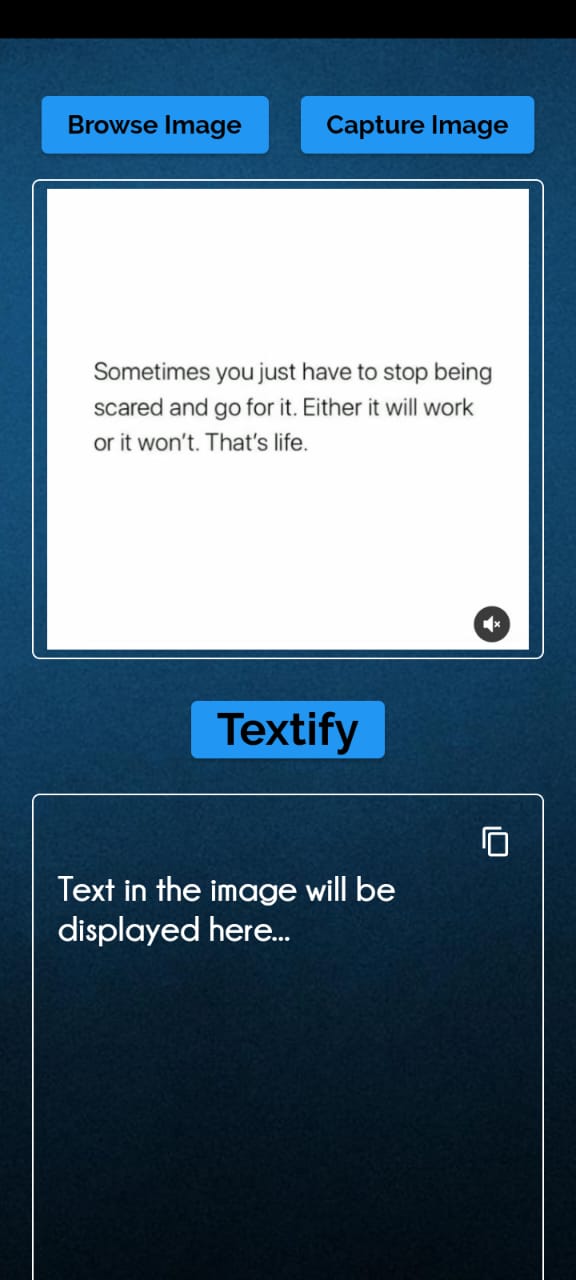 Browse Image
Capture Image
Sometimes you just have to stop being
scared and go for it. Either it will work
or it won’t. That’s life.
Textify
Text in the image will be
displayed here...